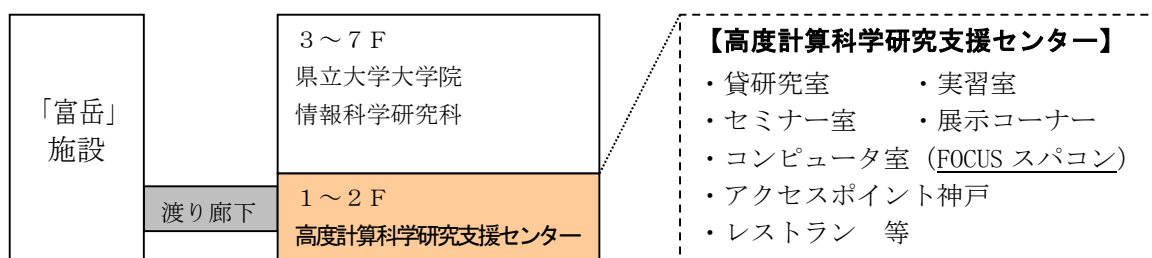 「富岳」
施設
渡り廊下
３～７Ｆ
県立大学大学院
情報科学研究科
１～２Ｆ
高度計算科学研究支援センター
【高度計算科学研究支援センター】
・貸研究室　　　・実習室
・セミナー室　　・展示コーナー
・コンピュータ室（FOCUS スパコン）
・アクセスポイント神戸
・レストラン　等